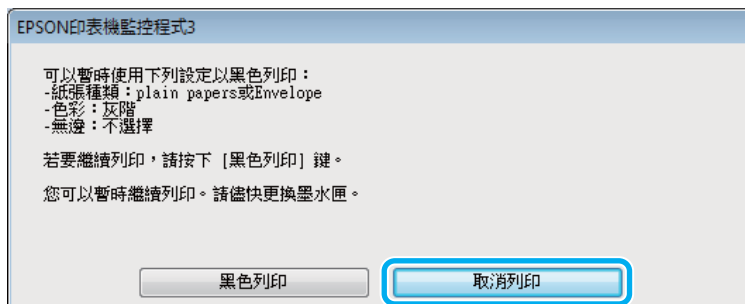 EPSON印表機監控程式3
可以暫時使用下列設定以黑色列印：
-紙張種類：plain papers或Envelope
-色彩：灰階
-無邊：不選擇
若要繼續列印，請按下 [黑色列印] 鍵。
您可以暫時繼續列印。請儘快更換墨水匣。
黑色列印
取消列印